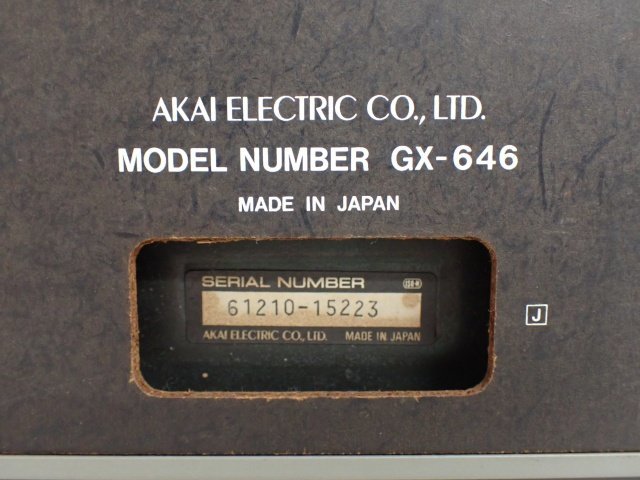 AKAI ELECTRIC CO., LTD.
MODEL NUMBER GX-646
MADE IN JAPAN
SERIAL NUMBER
61210-15223
AKAI ELECTRIC CO., LTD. MADE IN JAPAN
J